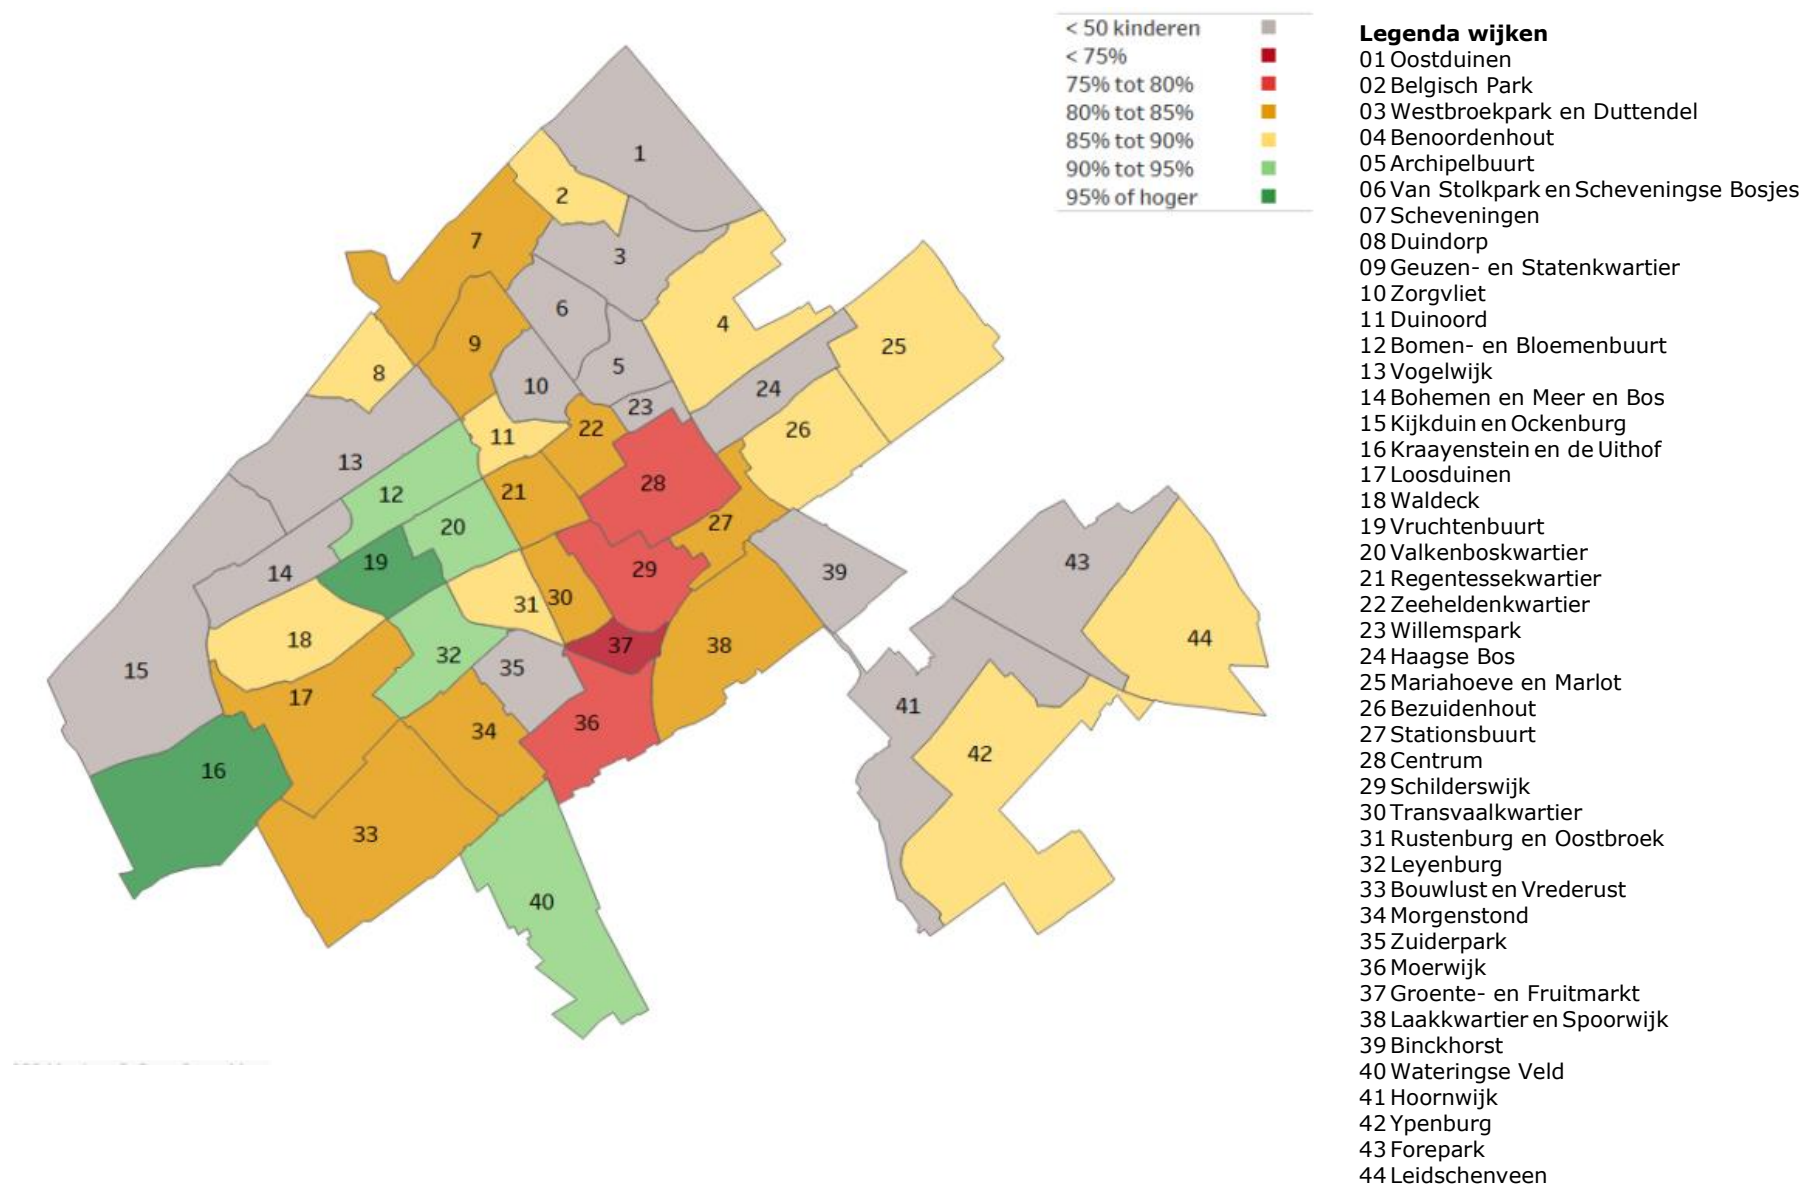 < 50 kinderen
< 75%
75% tot 80%
80% tot 85%
85% tot 90%
90% tot 95%
95% of hoger
Legenda wijken
01 Oostduinen
02 Belgisch Park
03 Westbroekpark en Duttendel
04 Benoordenhout
05 Archipelbuurt
06 Van Stolkpark en Scheveningse Bosjes
07 Scheveningen
08 Duindorp
09 Geuzen- en Statenkwartier
10 Zorgvliet
11 Duinoord
12 Bomen- en Bloemenbuurt
13 Vogelwijk
14 Bohemen en Meer en Bos
15 Kijkduin en Ockenburg
16 Kraayenstein en de Uithof
17 Loosduinen
18 Waldeck
19 Vruchtenbuurt
20 Valkenboskwartier
21 Regentessekwartier
22 Zeeheldenkwartier
23 Willemspark
24 Haagse Bos
25 Mariahoeve en Marlot
26 Bezuidenhout
27 Stationsbuurt
28 Centrum
29 Schilderswijk
30 Transvaalkwartier
31 Rustenburg en Oostbroek
32 Leyenburg
33 Bouwlust en Vrederust
34 Morgenstond
35 Zuiderpark
36 Moerwijk
37 Groente- en Fruitmarkt
38 Laakkwartier en Spoorwijk
39 Binckhorst
40 Wateringse Veld
41 Hoornwijk
42 Ypenburg
43 Forepark
44 Leidschenveen
1
2
7
3
6
4
9
25
5
8
10
24
23
22
11
26
13
28
12
21
27
20
19
43
29
39
14
30
31
44
18
37
38
32
35
15
17
41
36
34
42
16
33
40